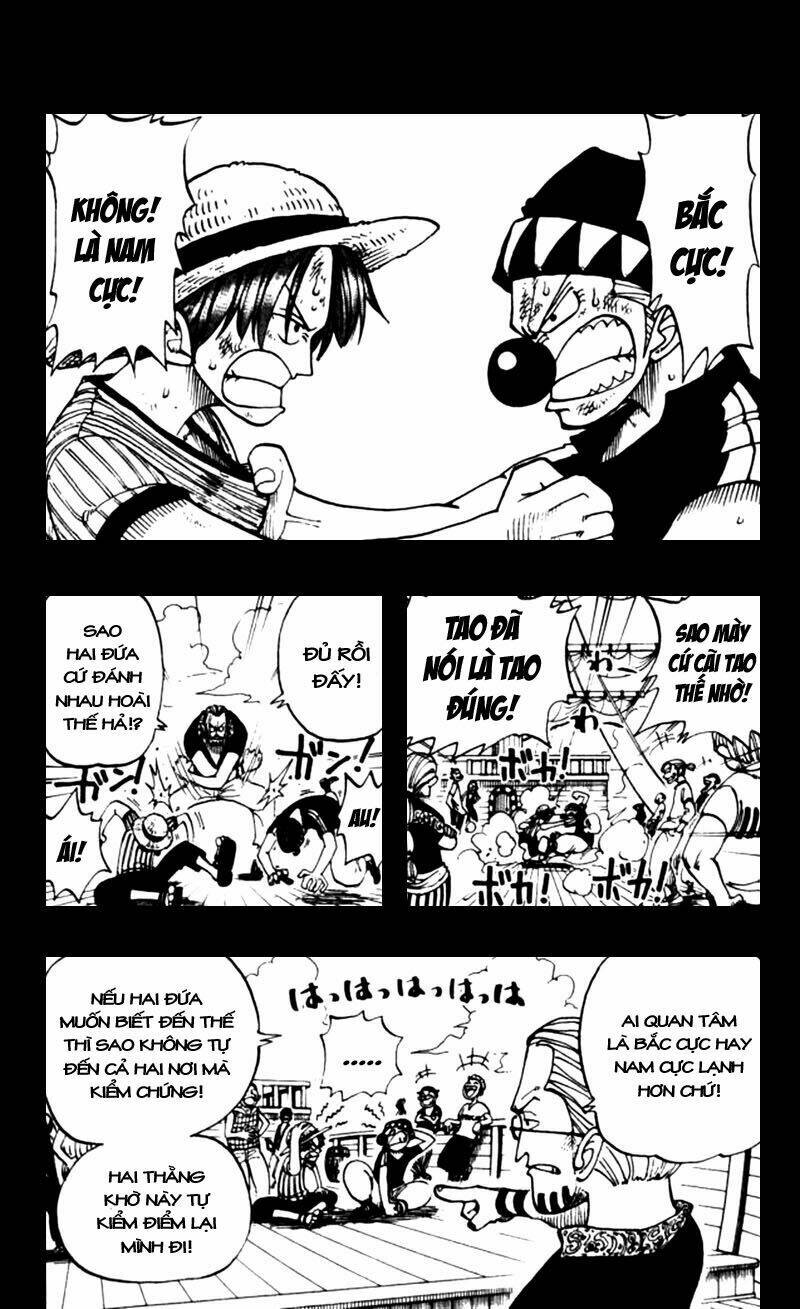 BẮC
CỰC!
KHÔNG!
LÀ NAM
CỰC!
SAO MÀY
CỨ CÃI TAO
THẾ NHỜ!
TAO ĐÃ
NÓI LÀ TAO
ĐÚNG!
わー
わー
ボカ!
ボカ!
ボカ!
ĐỦ RỒI
ĐẤY!
SAO
HAI ĐỨA
CỨ ĐÁNH
NHAU HOÀI
THẾ HẢ!?
ガン!
ガン!
AU!
ÁI!
AI QUAN TÂM
LÀ BẮC CỰC HAY
NAM CỰC LẠNH
HƠN CHỨ!
はっはっはっはっは
.....
NẾU HAI ĐỨA
MUỐN BIẾT ĐẾN THẾ
THÌ SAO KHÔNG TỰ
ĐẾN CẢ HAI NƠI MÀ
KIỂM CHỨNG!
HAI THẰNG
KHỜ NÀY TỰ
KIỂM ĐIỂM LẠI
MÌNH ĐI!